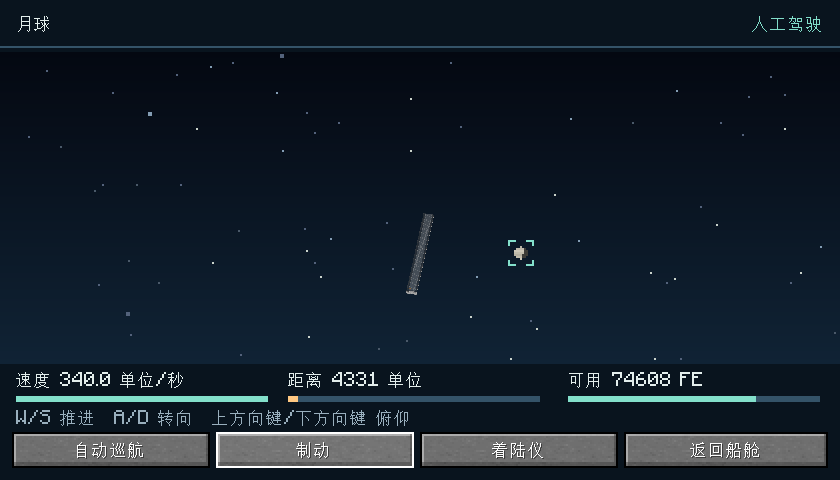 月球
人工驾驶
速度 340.0 单位/秒 距离 4331 单位 可用 74608 FE
W/S 推进 A/D 转向 上方向键/下方向键 俯仰
自动巡航 制动 着陆仪 返回船舱